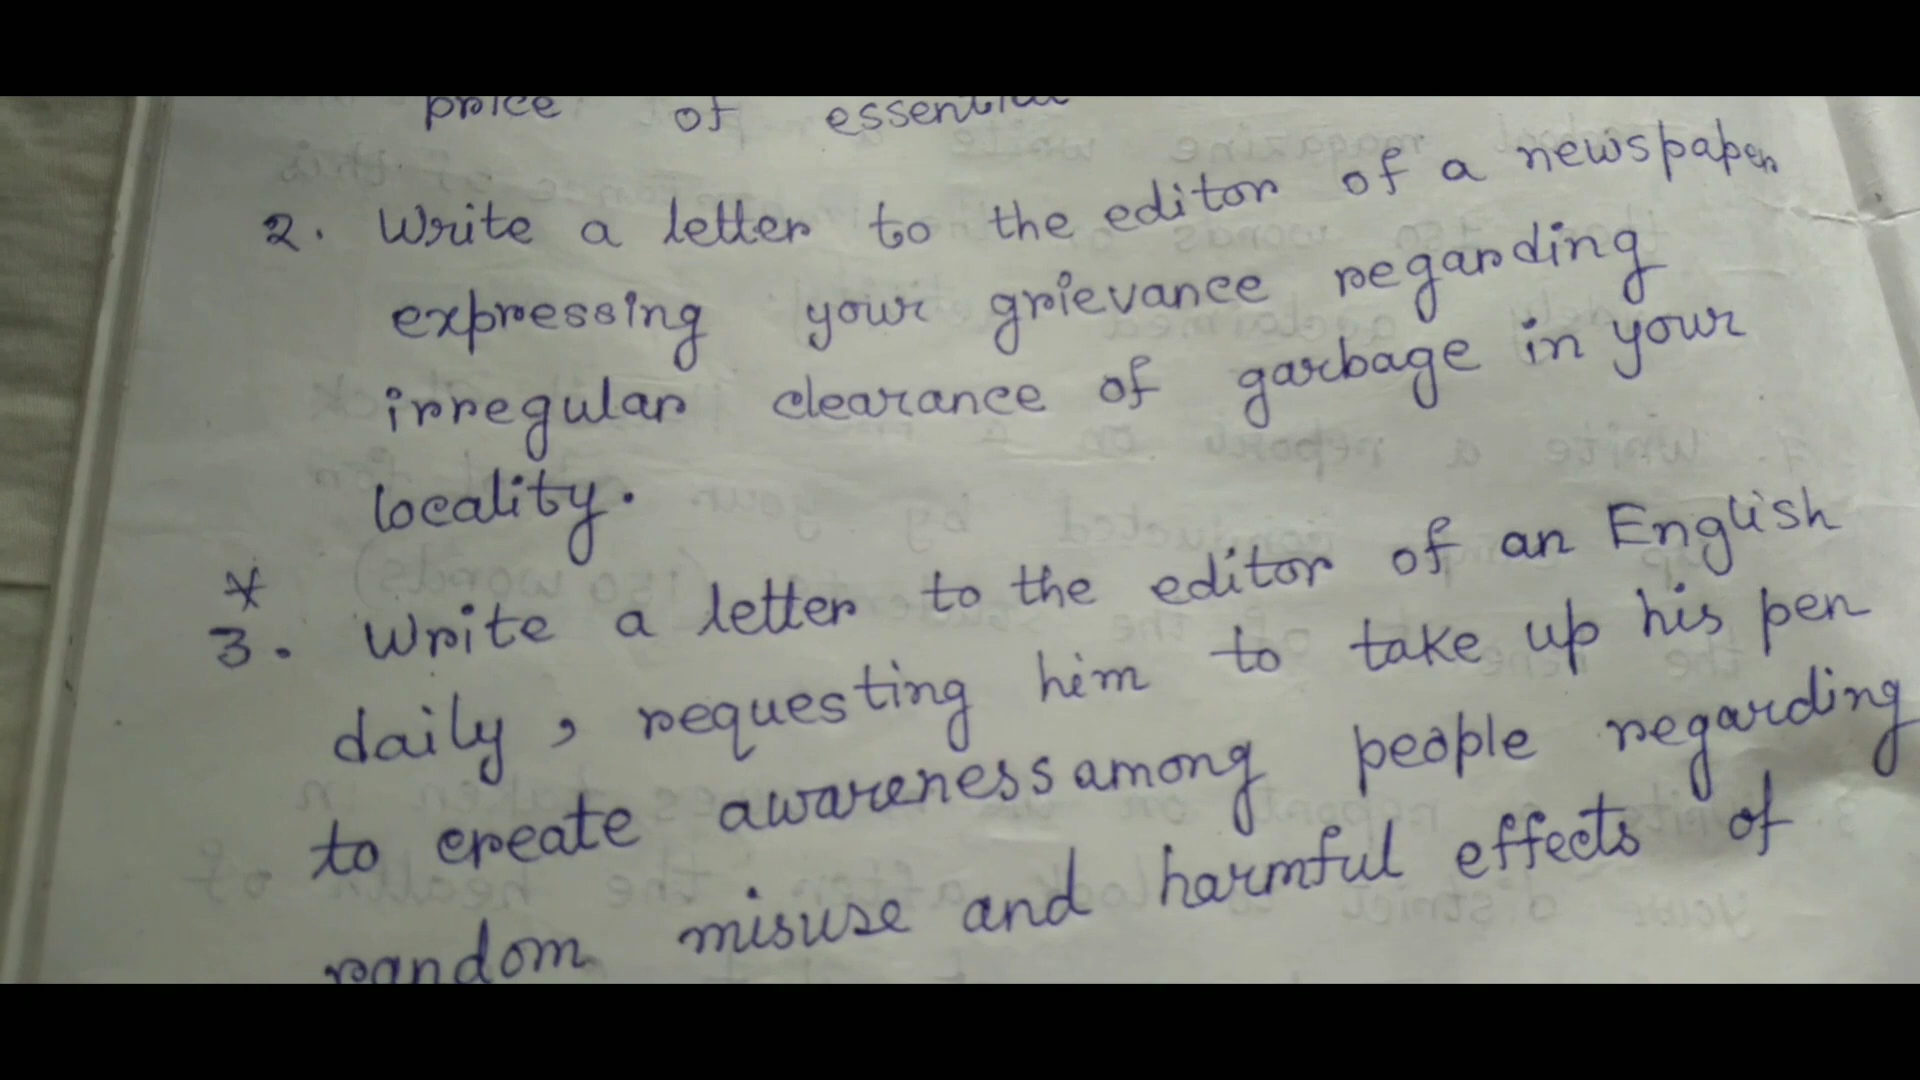 price of essential
2. Write a letter to the editor of a newspaper
expressing your grievance regarding
irregular clearance of garbage in your
locality.
*
3. Write a letter to the editor of an English
daily, requesting him to take up his pen
to create awareness among people regarding
random misuse and harmful effects of